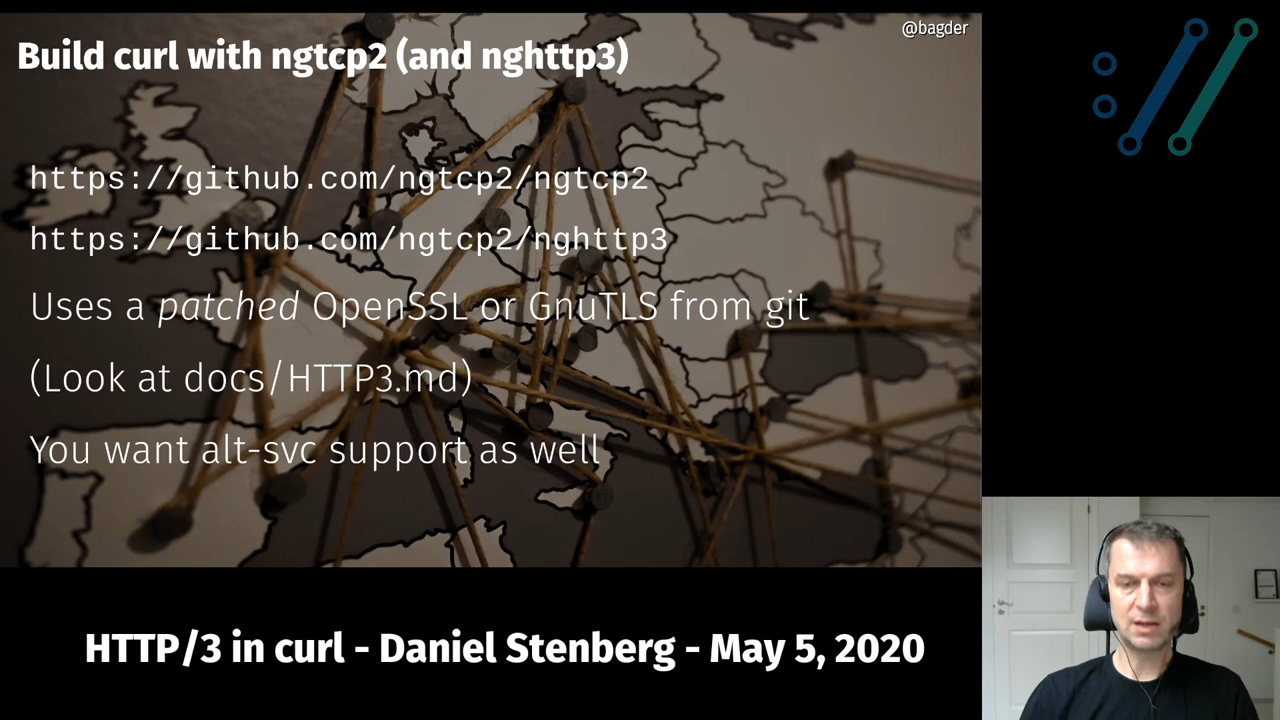 @bagder
Build curl with ngtcp2 (and nghttp3)
https://github.com/ngtcp2/ngtcp2
https://github.com/ngtcp2/nghttp3
Uses a patched OpenSSL or GnuTLS from git
(Look at docs/HTTP3.md)
You want alt-svc support as well
HTTP/3 in curl - Daniel Stenberg - May 5, 2020